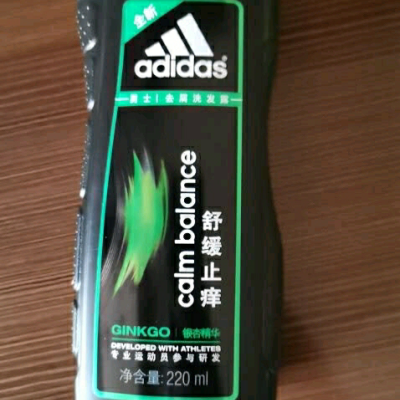 全新
adidas
男士 | 去屑洗发露
calm balance
舒缓止痒
GINKGO | 银杏精华
DEVELOPED WITH ATHLETES
专业运动员参与研发
净含量: 220 ml